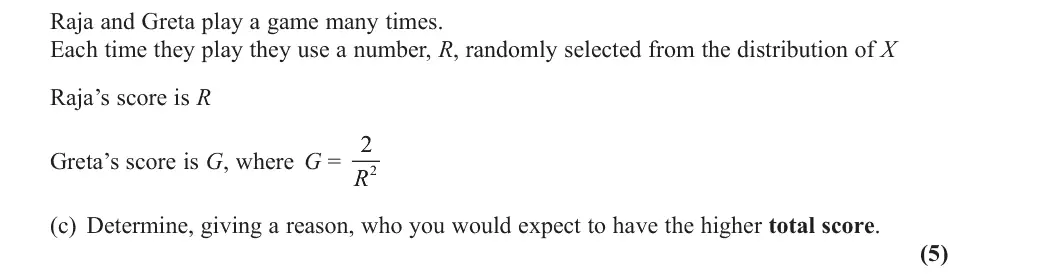 Raja and Greta play a game many times.
Each time they play they use a number, R, randomly selected from the distribution of X
Raja's score is R
Greta's score is G, where G = 2/R²
(c) Determine, giving a reason, who you would expect to have the higher total score.
(5)